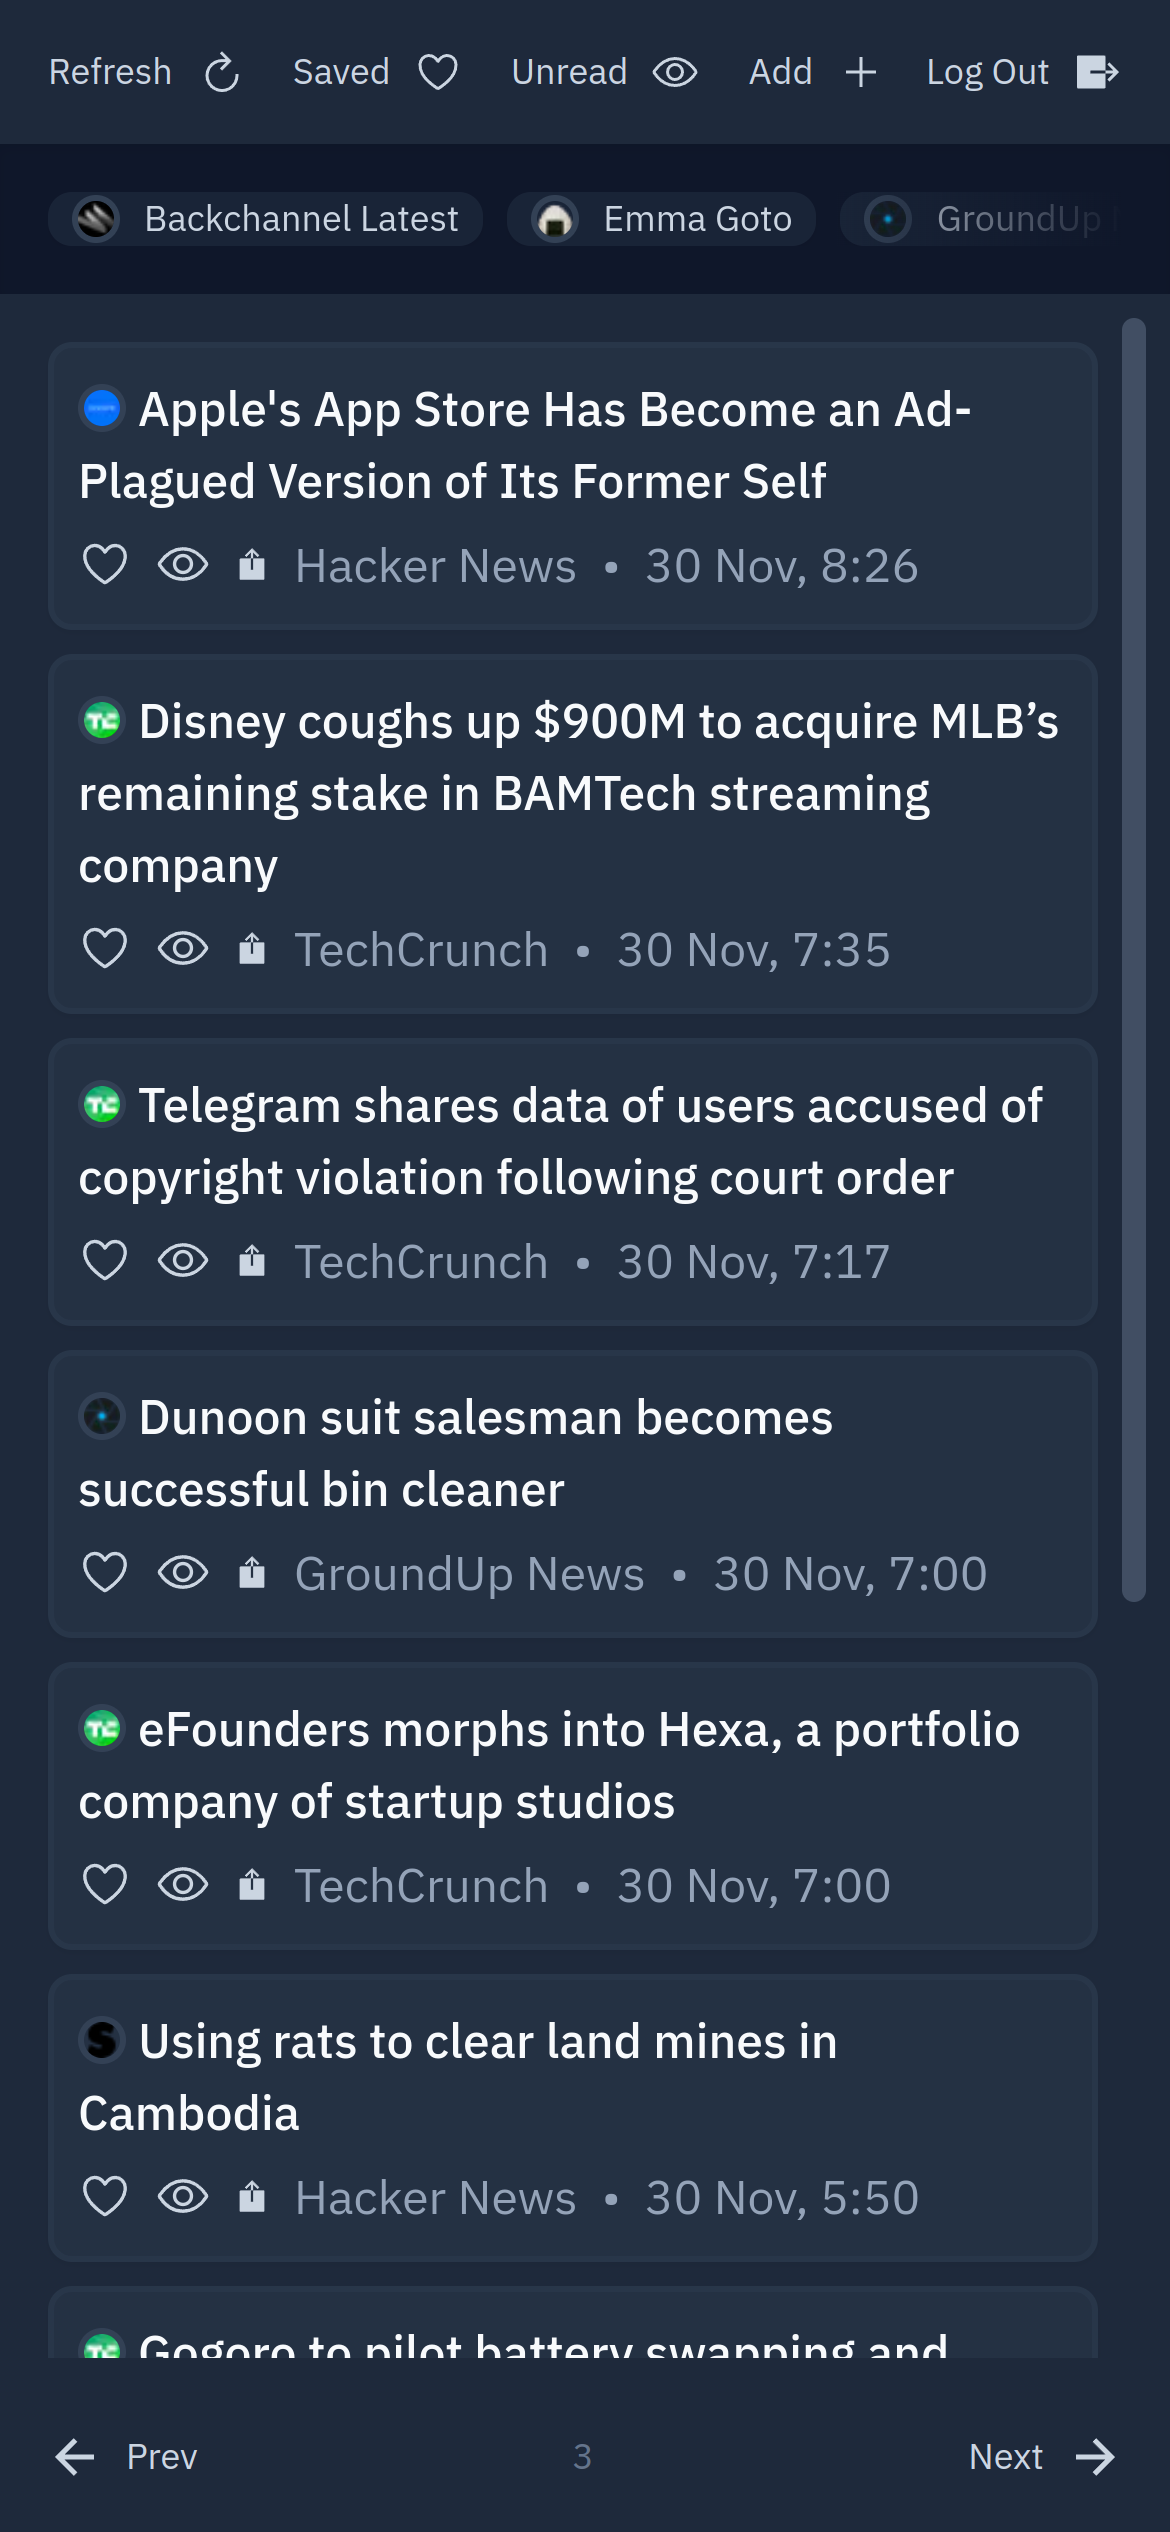 Refresh Saved Unread Add Log Out
Backchannel Latest Emma Goto GroundUp
Apple's App Store Has Become an Ad-
Plagued Version of Its Former Self
Hacker News • 30 Nov, 8:26
TC Disney coughs up $900M to acquire MLB’s
remaining stake in BAMTech streaming
company
TechCrunch • 30 Nov, 7:35
TC Telegram shares data of users accused of
copyright violation following court order
TechCrunch • 30 Nov, 7:17
Dunoon suit salesman becomes
successful bin cleaner
GroundUp News • 30 Nov, 7:00
TC eFounders morphs into Hexa, a portfolio
company of startup studios
TechCrunch • 30 Nov, 7:00
S Using rats to clear land mines in
Cambodia
Hacker News • 30 Nov, 5:50
TC Gogoro to pilot battery swapping and
Prev 3 Next